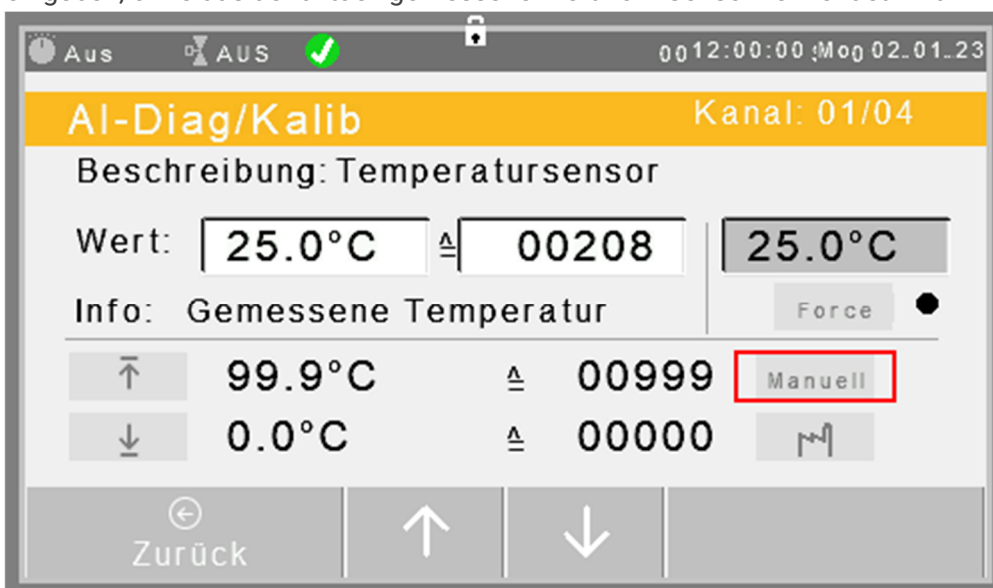 Aus AUS 0012:00:00 :Mo0 02..01..23
AI-Diag/Kalib Kanal: 01/04
Beschreibung: Temperatursensor
Wert: 25.0°C ≙ 00208 25.0°C
Info: Gemessene Temperatur Force
99.9°C ≙ 00999 Manuell
0.0°C ≙ 00000
Zurück